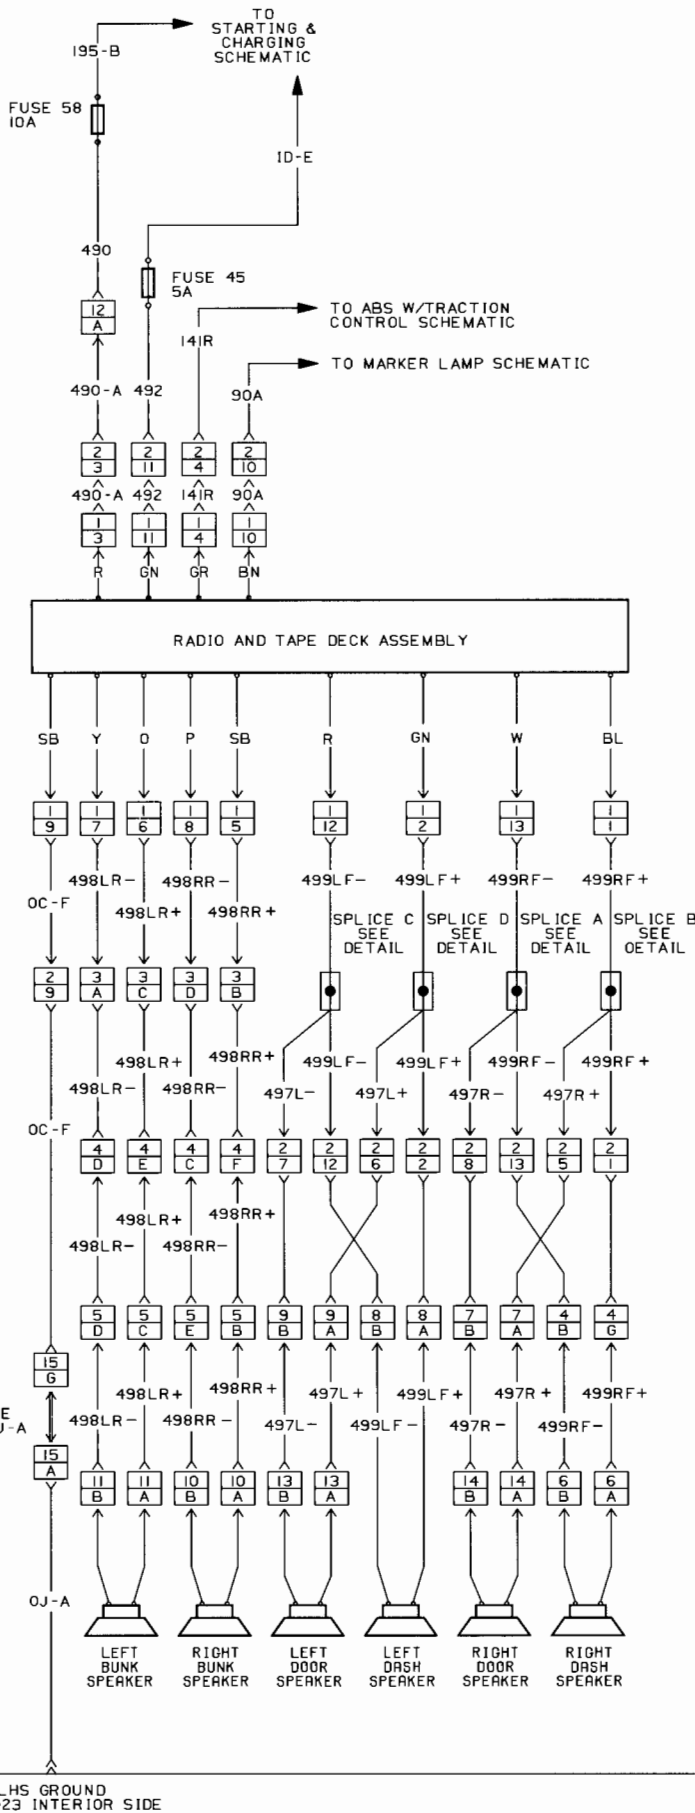 TO
STARTING &
CHARGING
SCHEMATIC
195-B
FUSE 58
10A
1D-E
490
FUSE 45
5A
12
A
TO ABS W/TRACTION
CONTROL SCHEMATIC
141R
TO MARKER LAMP SCHEMATIC
490-A 492
90A
2 2 2 2
3 11 4 10
490-A 492 141R 90A
1 1 1 1
3 11 4 10
R GN GR BN
RADIO AND TAPE DECK ASSEMBLY
SB Y O P SB R GN W BL
1 1 1 1 1 1 1 1 1
9 7 6 8 5 12 2 13 1
498LR- 498RR- 499LF- 499LF+ 499RF- 499RF+
OC-F
498LR+ 498RR+
SPLICE C SPLICE D SPLICE A SPLICE B
SEE SEE SEE SEE
DETAIL DETAIL DETAIL OETAIL
2 3 3 3 3
9 A C D B
498LR+ 498RR+ 499LF- 499LF+ 499RF- 499RF+
498LR- 498RR- 497L- 497L+ 497R- 497R+
OC-F
4 4 4 4 2 2 2 2 2 2 2 2
D E C F 7 12 6 2 8 13 5 1
498LR+ 498RR+
498LR- 498RR-
5 5 5 5 9 9 8 8 7 7 4 4
D C E B B A B A B A B G
15
G
498LR+ 498RR+ 497L+ 499LF+ 497R+ 499RF+
E
J-A
498LR- 498RR- 497L- 499LF- 497R- 499RF-
15
A
11 11 10 10 13 13 14 14 6 6
B A B A B A B A B A
OJ-A
LEFT RIGHT LEFT LEFT RIGHT RIGHT
BUNK BUNK DOOR DASH DOOR DASH
SPEAKER SPEAKER SPEAKER SPEAKER SPEAKER SPEAKER
LHS GROUND
023 INTERIOR SIDE